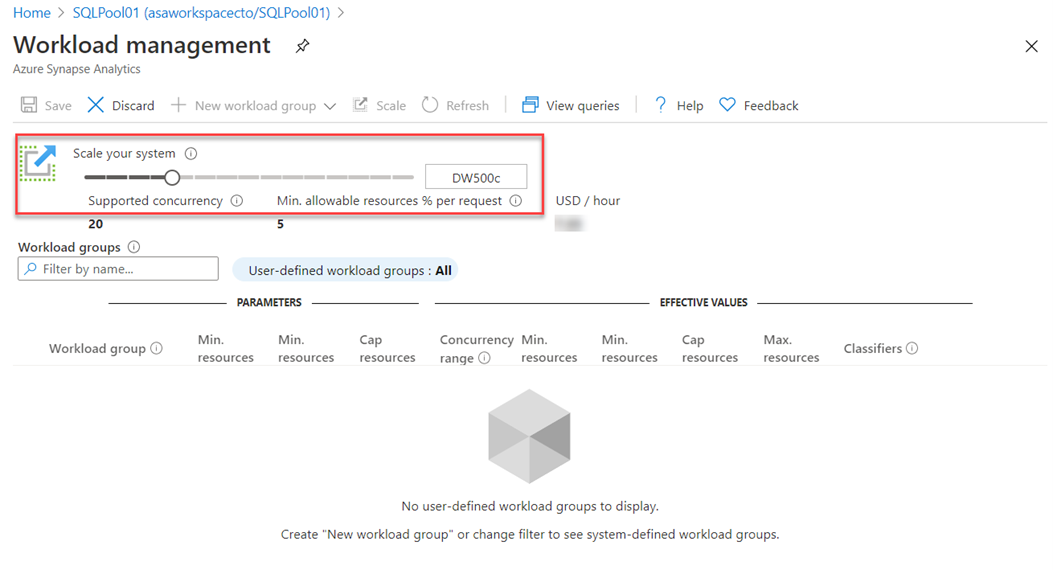 Home > SQLPool01 (asaworkspacecto/SQLPool01) >
Workload management
Azure Synapse Analytics
Save Discard New workload group Scale Refresh View queries ? Help Feedback
Scale your system
DW500c
Supported concurrency Min. allowable resources % per request USD / hour
20 5
Workload groups
Filter by name... User-defined workload groups : All
PARAMETERS EFFECTIVE VALUES
Workload group Min. resources Min. resources Cap resources Concurrency range Min. resources Min. resources Cap resources Max. resources Classifiers
No user-defined workload groups to display.
Create "New workload group" or change filter to see system-defined workload groups.